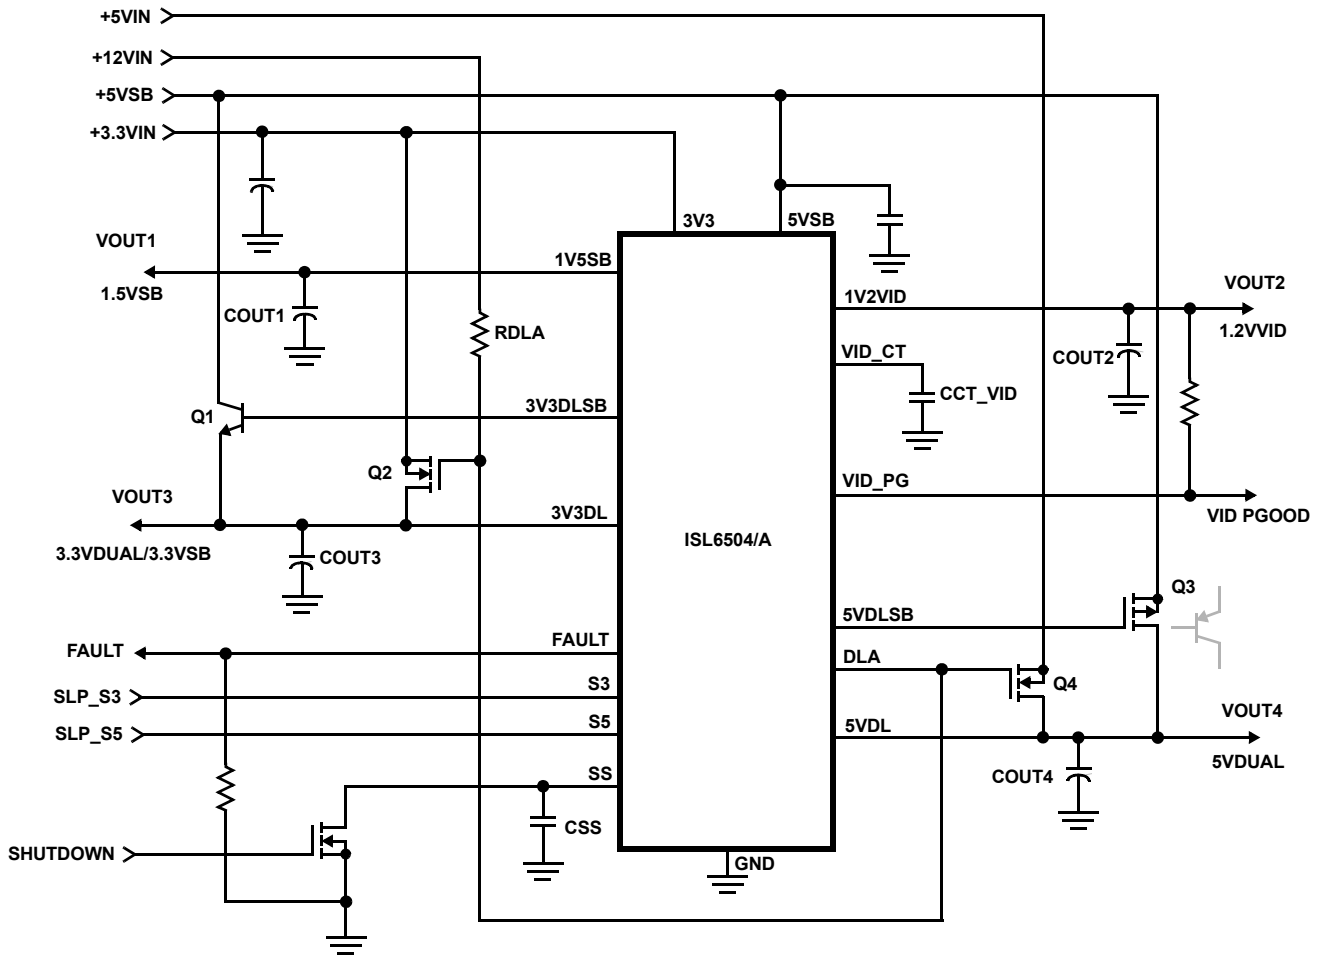 +5VIN
+12VIN
+5VSB
+3.3VIN
3V3
5VSB
VOUT1
1V5SB
1.5VSB
COUT1
RDLA
1V2VID
VOUT2
1.2VVID
VID_CT
COUT2
CCT_VID
Q1
3V3DLSB
Q2
VID_PG
VOUT3
3V3DL
VID PGOOD
3.3VDUAL/3.3VSB
COUT3
ISL6504/A
Q3
5VDLSB
FAULT
FAULT
DLA
SLP_S3
S3
Q4
SLP_S5
S5
5VDL
VOUT4
5VDUAL
SS
COUT4
CSS
SHUTDOWN
GND